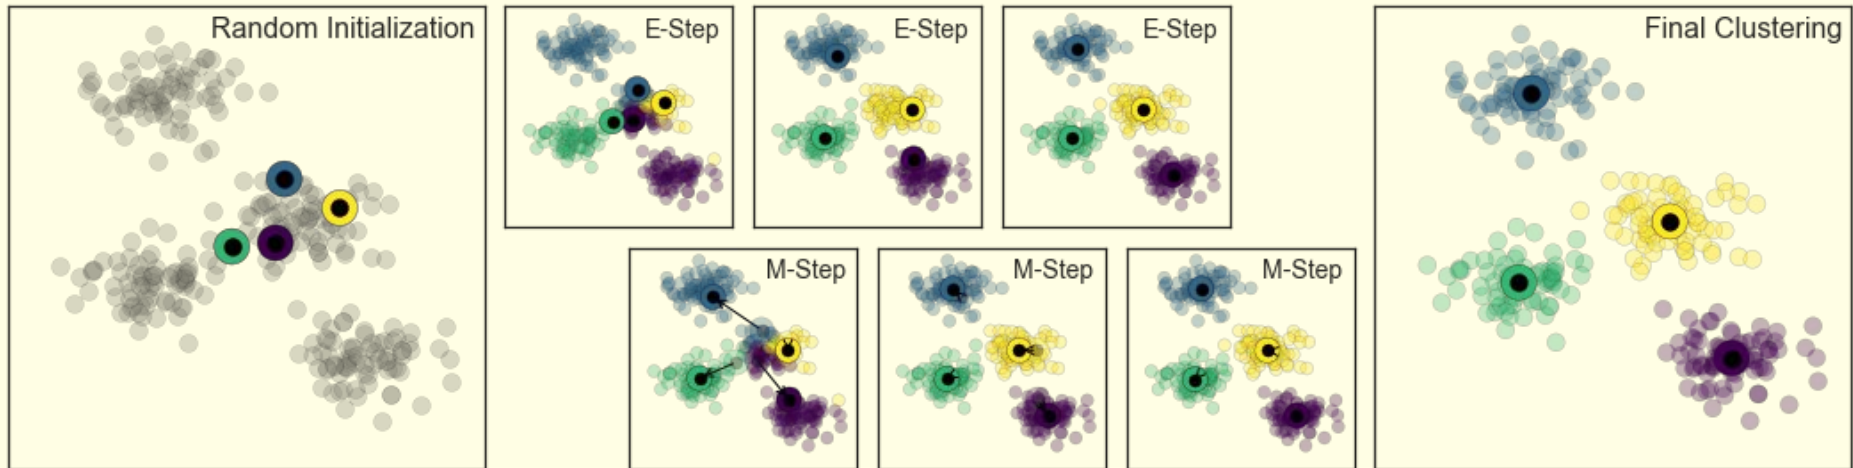 Random Initialization
E-Step
E-Step
E-Step
Final Clustering
M-Step
M-Step
M-Step